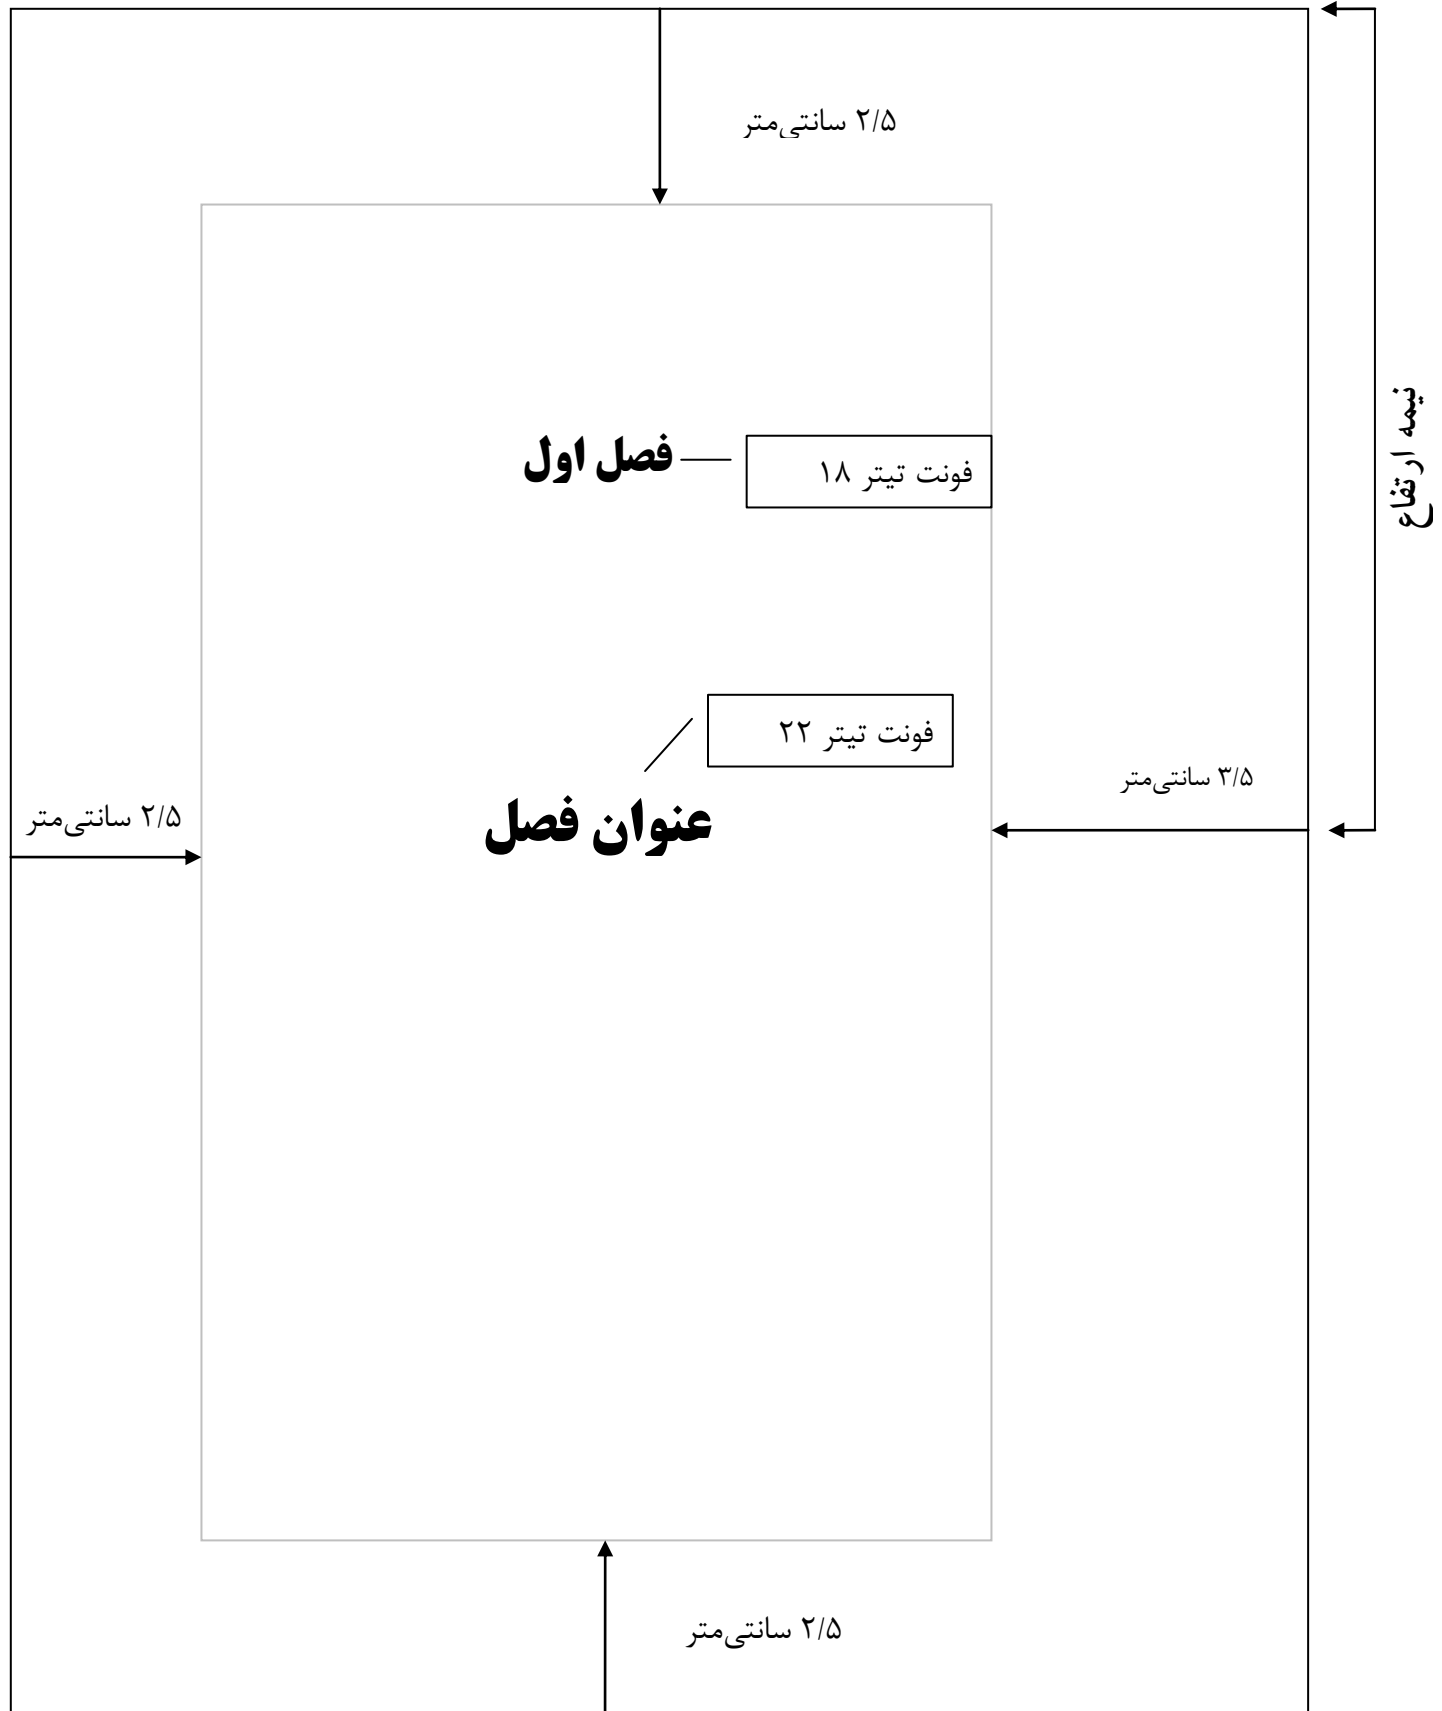 ۲/۵ سانتی‌متر
فصل اول
فونت تیتر ۱۸
نیمه ارتفاع
فونت تیتر ۲۲
۳/۵ سانتی‌متر
۲/۵ سانتی‌متر
عنوان فصل
۲/۵ سانتی‌متر